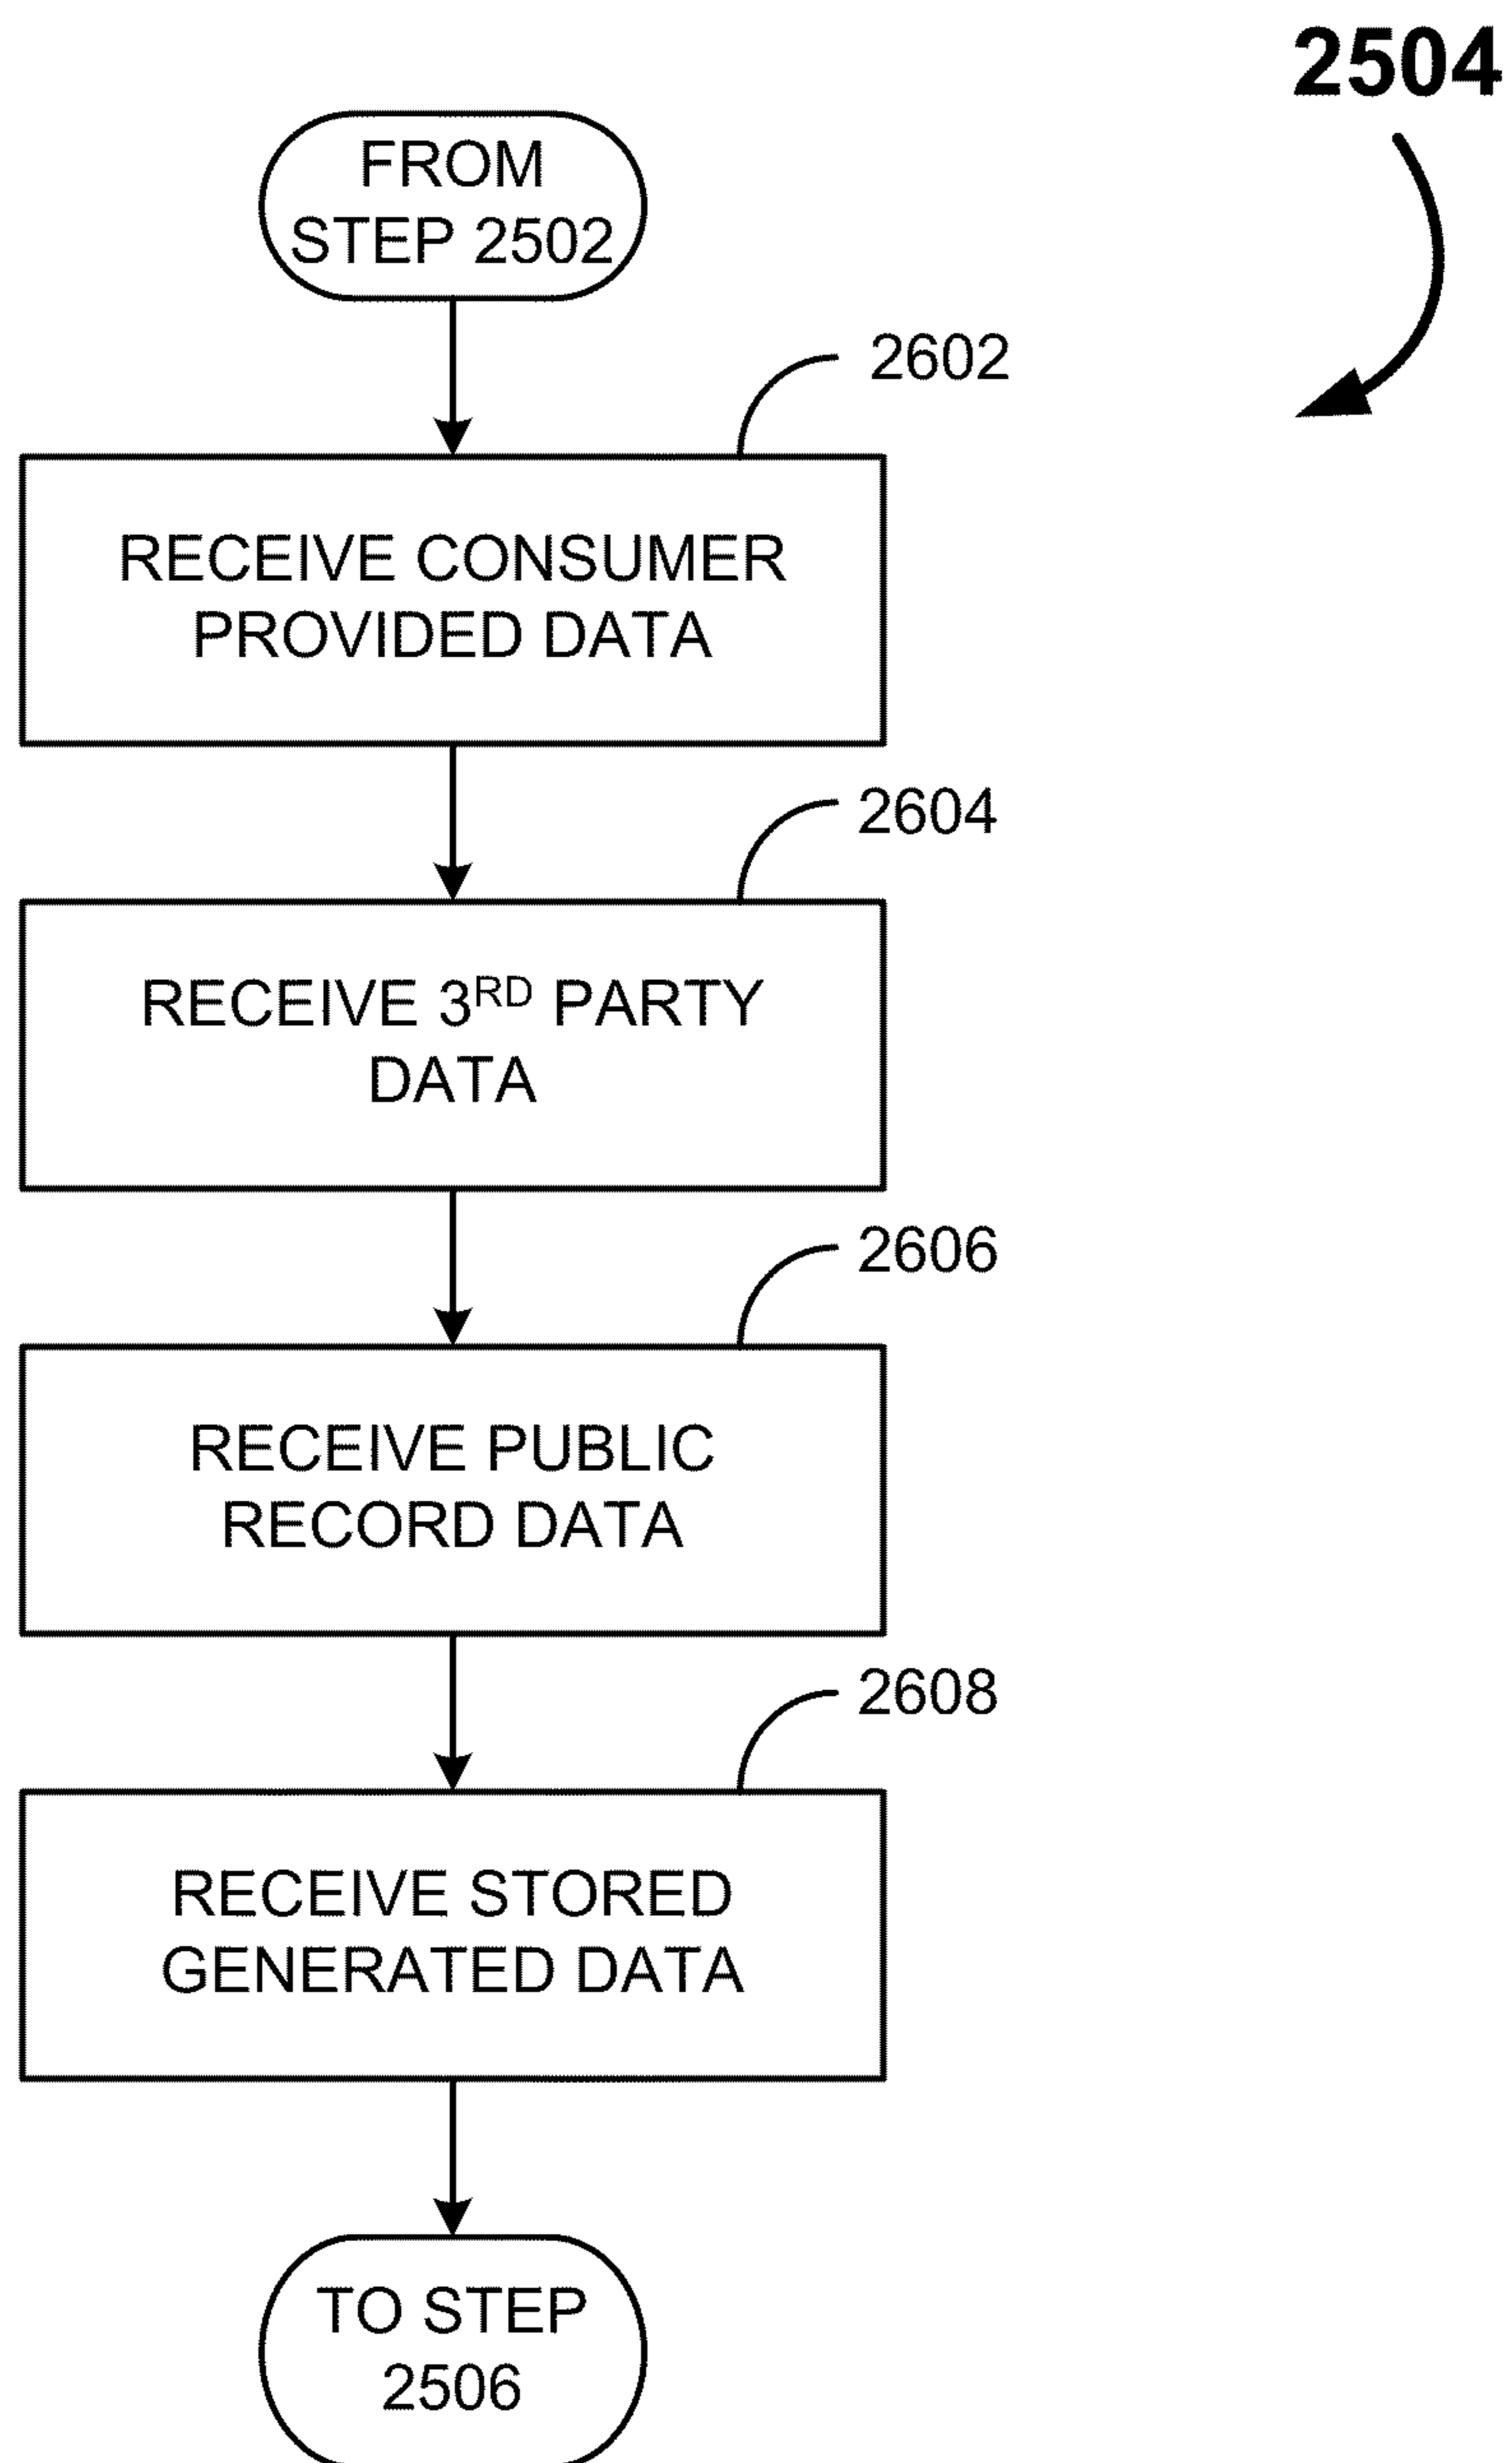 2504
FROM
STEP 2502
2602
RECEIVE CONSUMER
PROVIDED DATA
2604
RECEIVE 3RD PARTY
DATA
2606
RECEIVE PUBLIC
RECORD DATA
2608
RECEIVE STORED
GENERATED DATA
TO STEP
2506